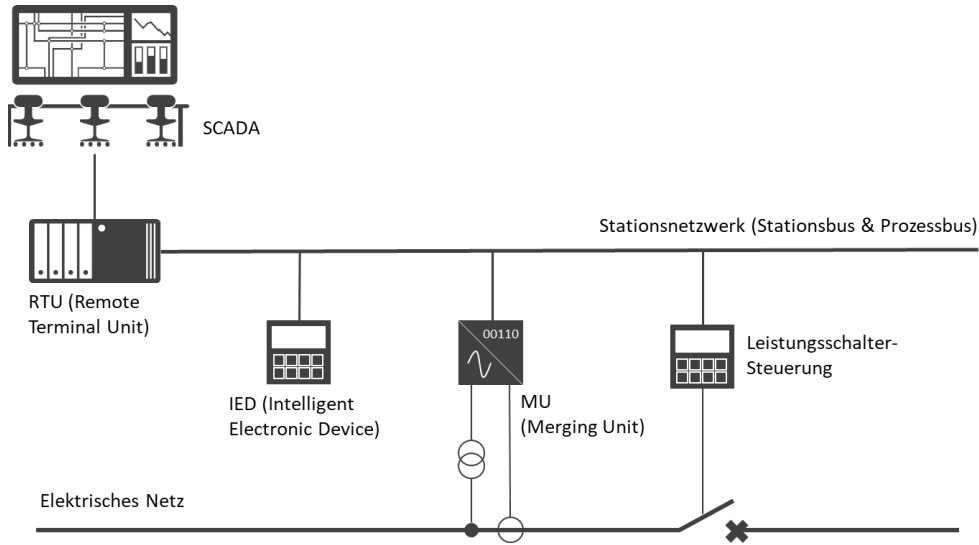 SCADA
Stationsnetzwerk (Stationsbus & Prozessbus)
RTU (Remote
Terminal Unit)
00110
Leistungsschalter-
Steuerung
IED (Intelligent
Electronic Device)
MU
(Merging Unit)
Elektrisches Netz